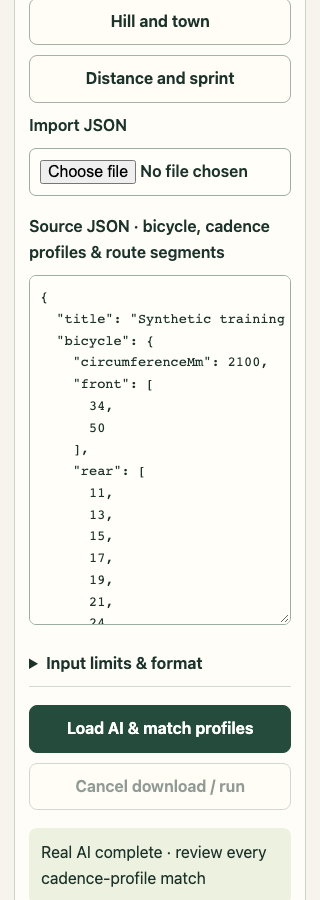 Hill and town
Distance and sprint
Import JSON
Choose file No file chosen
Source JSON · bicycle, cadence
profiles & route segments
{
"title": "Synthetic training
"bicycle": {
"circumferenceMm": 2100,
"front": [
34,
50
],
"rear": [
11,
13,
15,
17,
19,
21,
24
Input limits & format
Load AI & match profiles
Cancel download / run
Real AI complete · review every
cadence-profile match